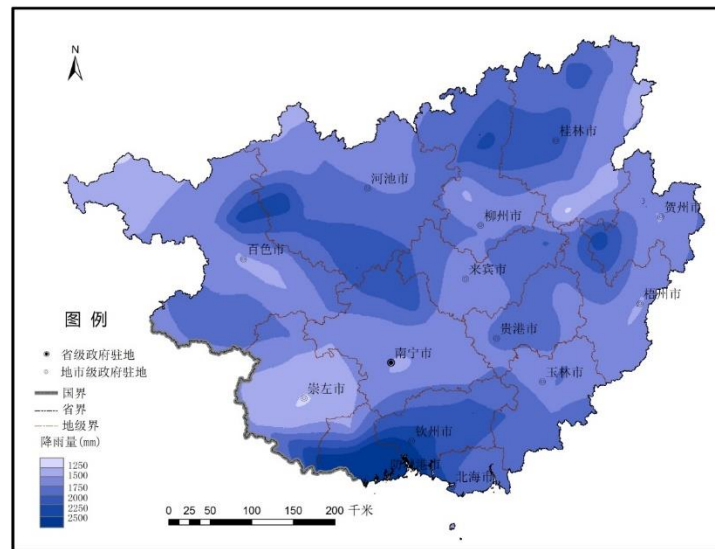 N
桂林市
河池市
柳州市
贺州市
百色市
来宾市
梧州市
贵港市
南宁市
玉林市
崇左市
钦州市
北海市
图 例
省级政府驻地
地市级政府驻地
国界
省界
地级界
降雨量(mm)
1250
1500
1750
2000
2250
2500
0 25 50 100 150 200 千米